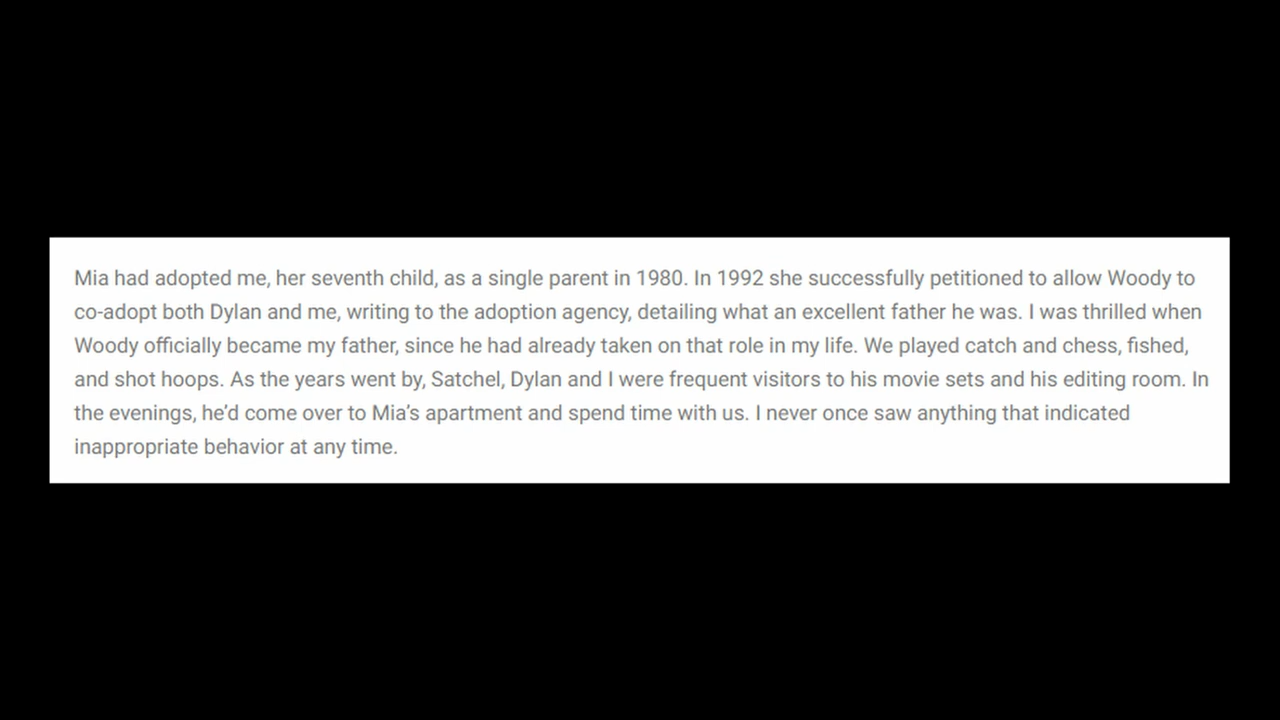 Mia had adopted me, her seventh child, as a single parent in 1980. In 1992 she successfully petitioned to allow Woody to
co-adopt both Dylan and me, writing to the adoption agency, detailing what an excellent father he was. I was thrilled when
Woody officially became my father, since he had already taken on that role in my life. We played catch and chess, fished,
and shot hoops. As the years went by, Satchel, Dylan and I were frequent visitors to his movie sets and his editing room. In
the evenings, he’d come over to Mia’s apartment and spend time with us. I never once saw anything that indicated
inappropriate behavior at any time.